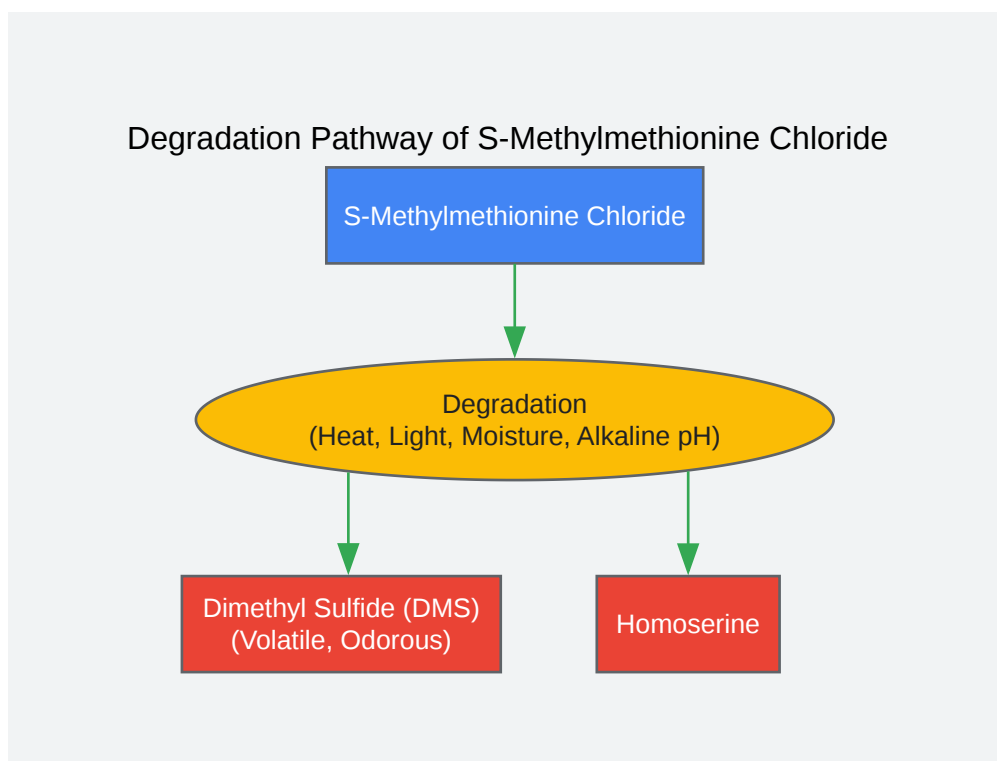 Degradation Pathway of S-Methylmethionine Chloride
S-Methylmethionine Chloride
Degradation
(Heat, Light, Moisture, Alkaline pH)
Dimethyl Sulfide (DMS)
(Volatile, Odorous)
Homoserine